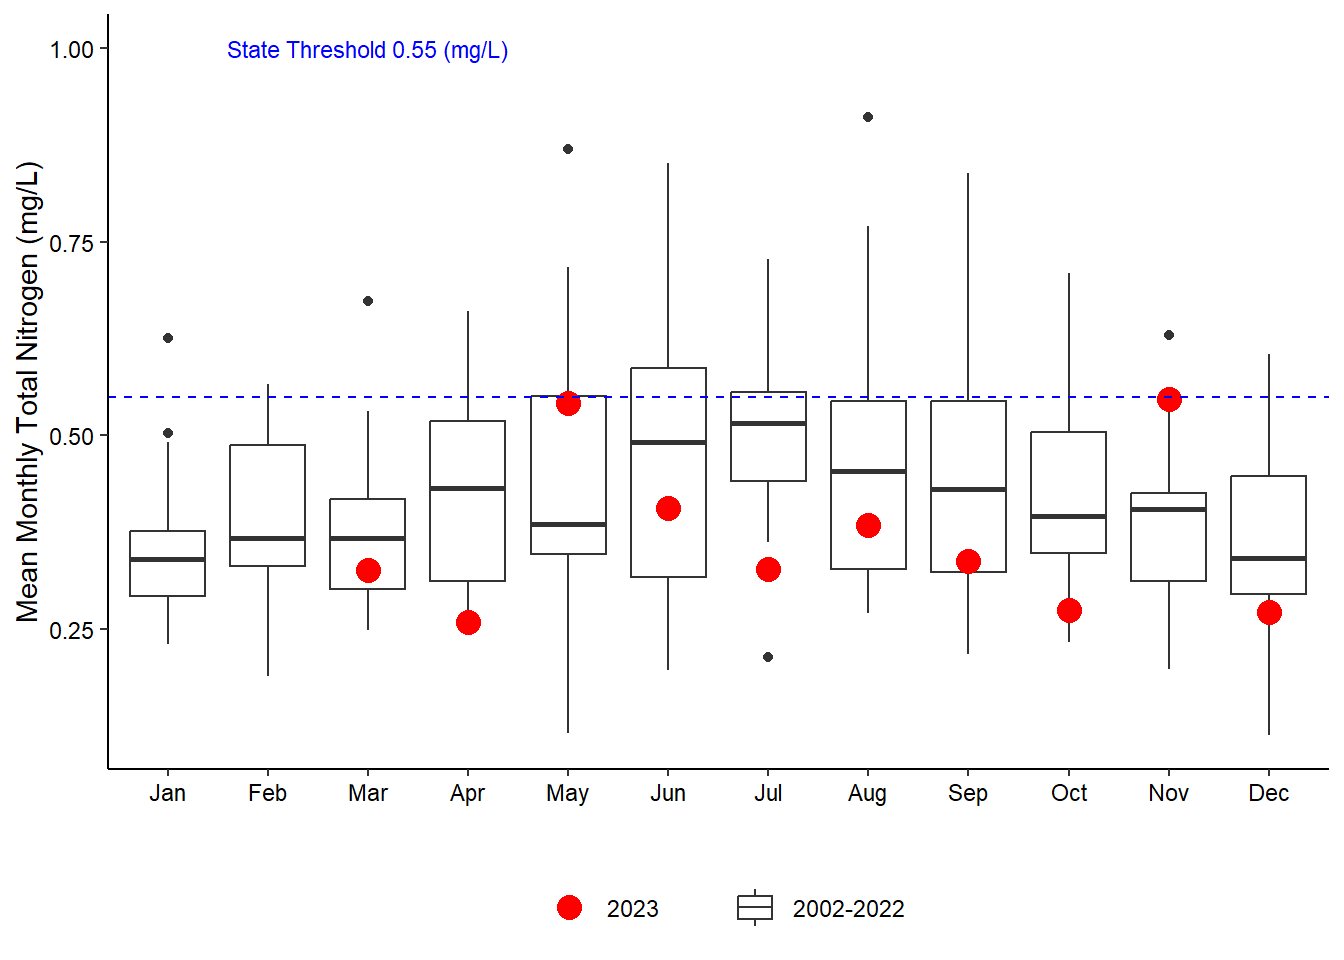 State Threshold 0.55 (mg/L)
Mean Monthly Total Nitrogen (mg/L)
1.00
0.75
0.50
0.25
Jan Feb Mar Apr May Jun Jul Aug Sep Oct Nov Dec
2023 2002-2022